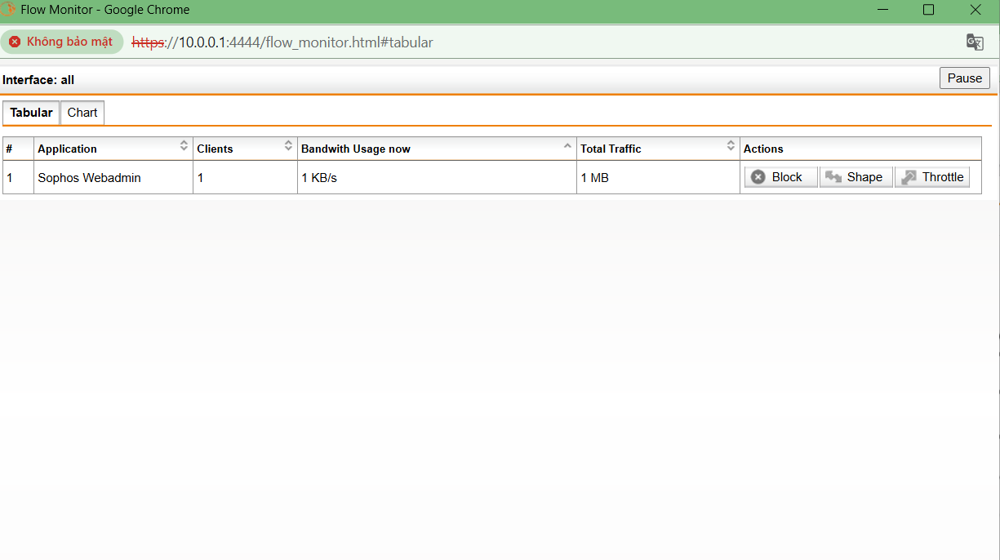 Flow Monitor - Google Chrome
Không bảo mật https://10.0.0.1:4444/flow_monitor.html#tabular
Interface: all Pause
Tabular Chart
# Application Clients Bandwith Usage now Total Traffic Actions
1 Sophos Webadmin 1 1 KB/s 1 MB Block Shape Throttle